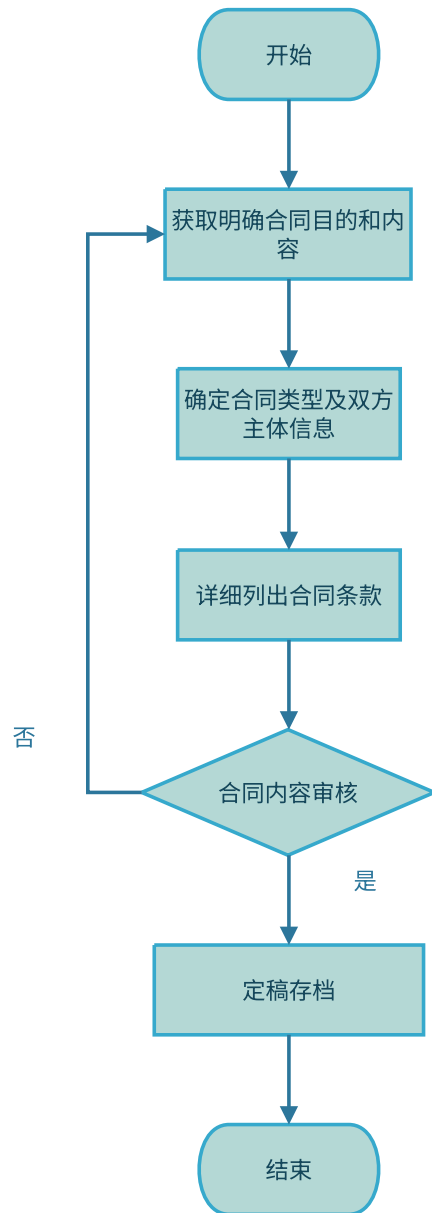 开始
获取明确合同目的和内
容
确定合同类型及双方
主体信息
详细列出合同条款
否
合同内容审核
是
定稿存档
结束